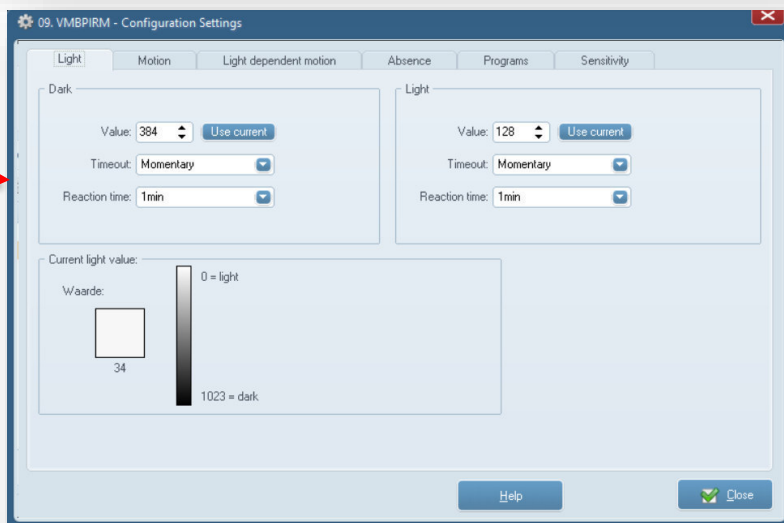 09. VMBPIRM - Configuration Settings
Light Motion Light dependent motion Absence Programs Sensitivity
Dark
Value: 384 Use current
Timeout: Momentary
Reaction time: 1min
Light
Value: 128 Use current
Timeout: Momentary
Reaction time: 1min
Current light value:
Waarde:
34
0 = light
1023 = dark
Help
Close